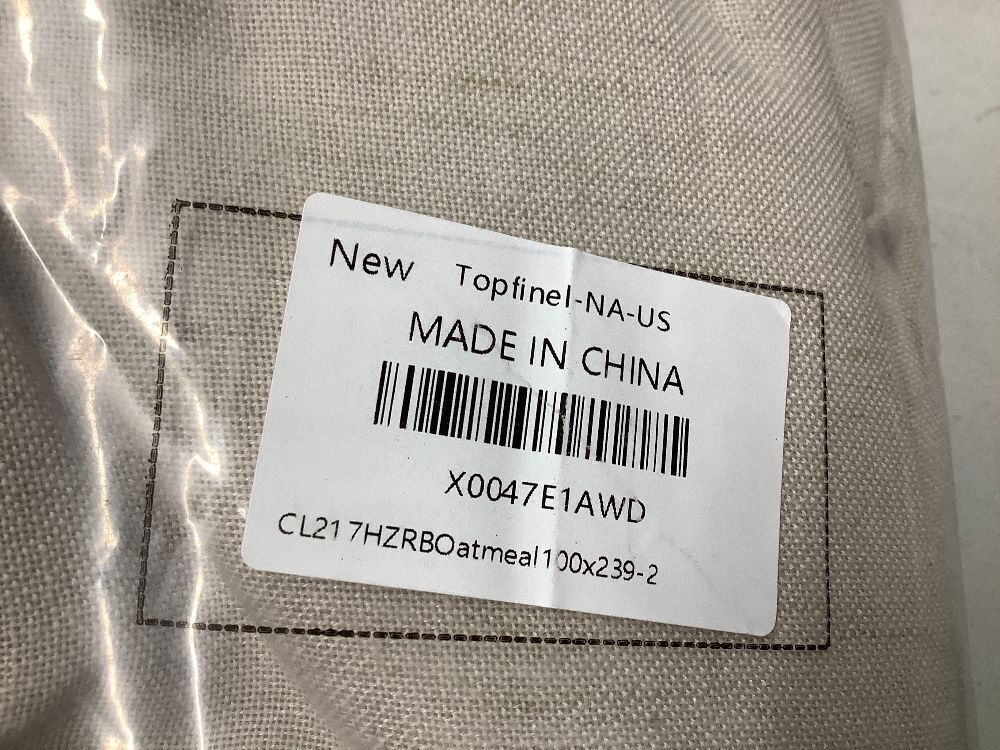 New Topfinel-NA-US
MADE IN CHINA
X0047E1AWD
CL217HZRBOatmeal100x239-2